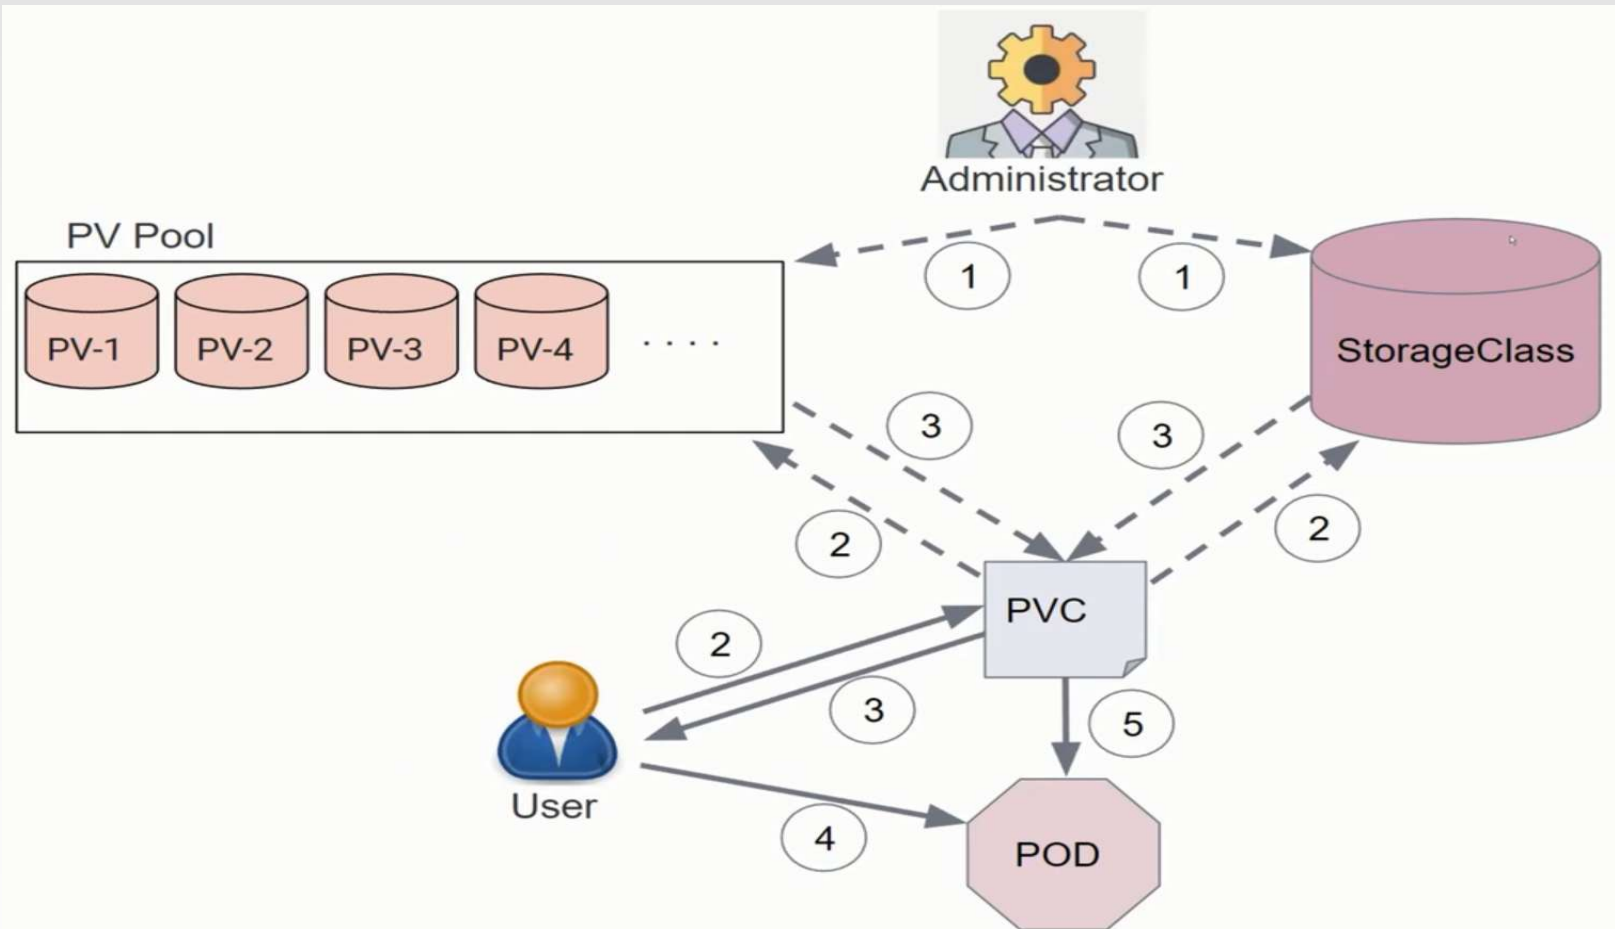 Administrator
PV Pool
1
1
PV-1
PV-2
PV-3
PV-4
. . . .
StorageClass
3
3
2
2
PVC
2
3
5
User
4
POD